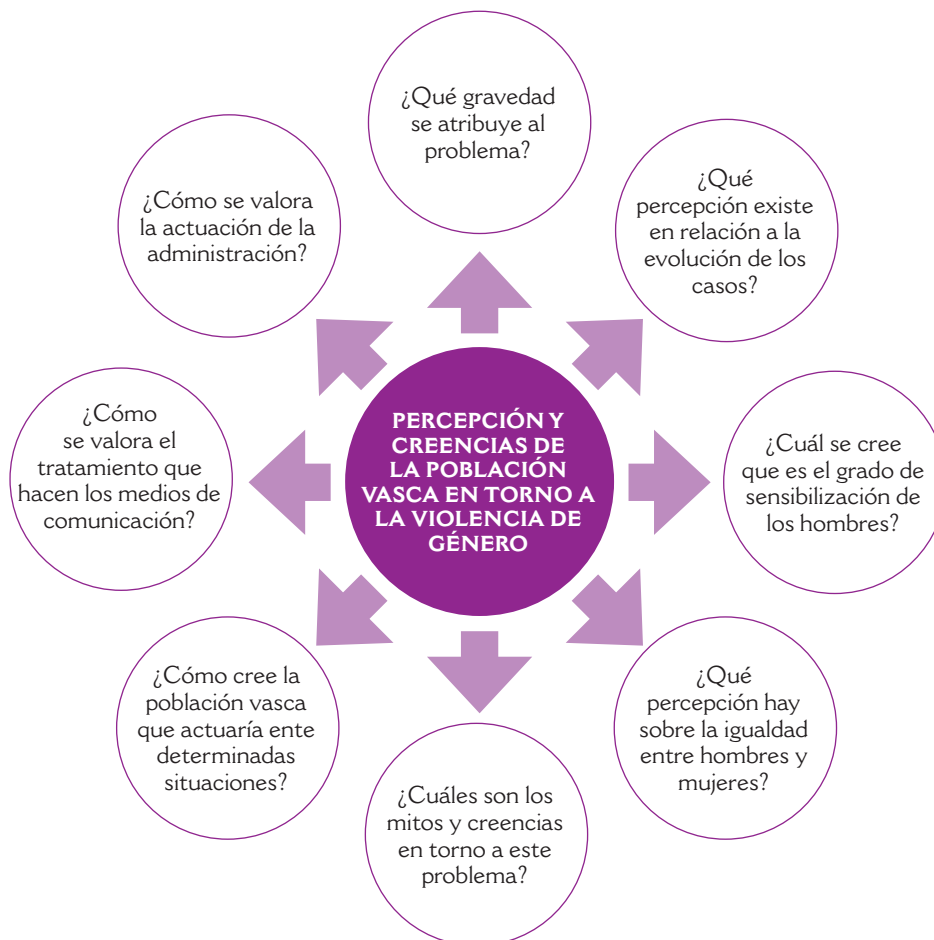 ¿Qué gravedad
se atribuye al
problema?
¿Qué
percepción existe
en relación a la
evolución de los
casos?
¿Cuál se cree
que es el grado de
sensibilización de
los hombres?
¿Qué
percepción hay
sobre la igualdad
entre hombres y
mujeres?
¿Cuáles son los
mitos y creencias
en torno a este
problema?
¿Cómo cree la
población vasca
que actuaría ente
determinadas
situaciones?
¿Cómo
se valora el
tratamiento que
hacen los medios de
comunicación?
¿Cómo se valora
la actuación de la
administración?
PERCEPCIÓN Y
CREENCIAS DE
LA POBLACIÓN
VASCA EN TORNO A
LA VIOLENCIA DE
GÉNERO